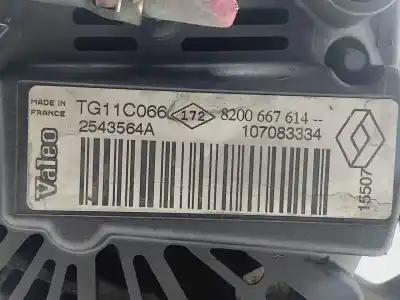 MADE IN
FRANCE
TG11C066 172 8200 667 614--
2543564A 107083334
Valeo
15507